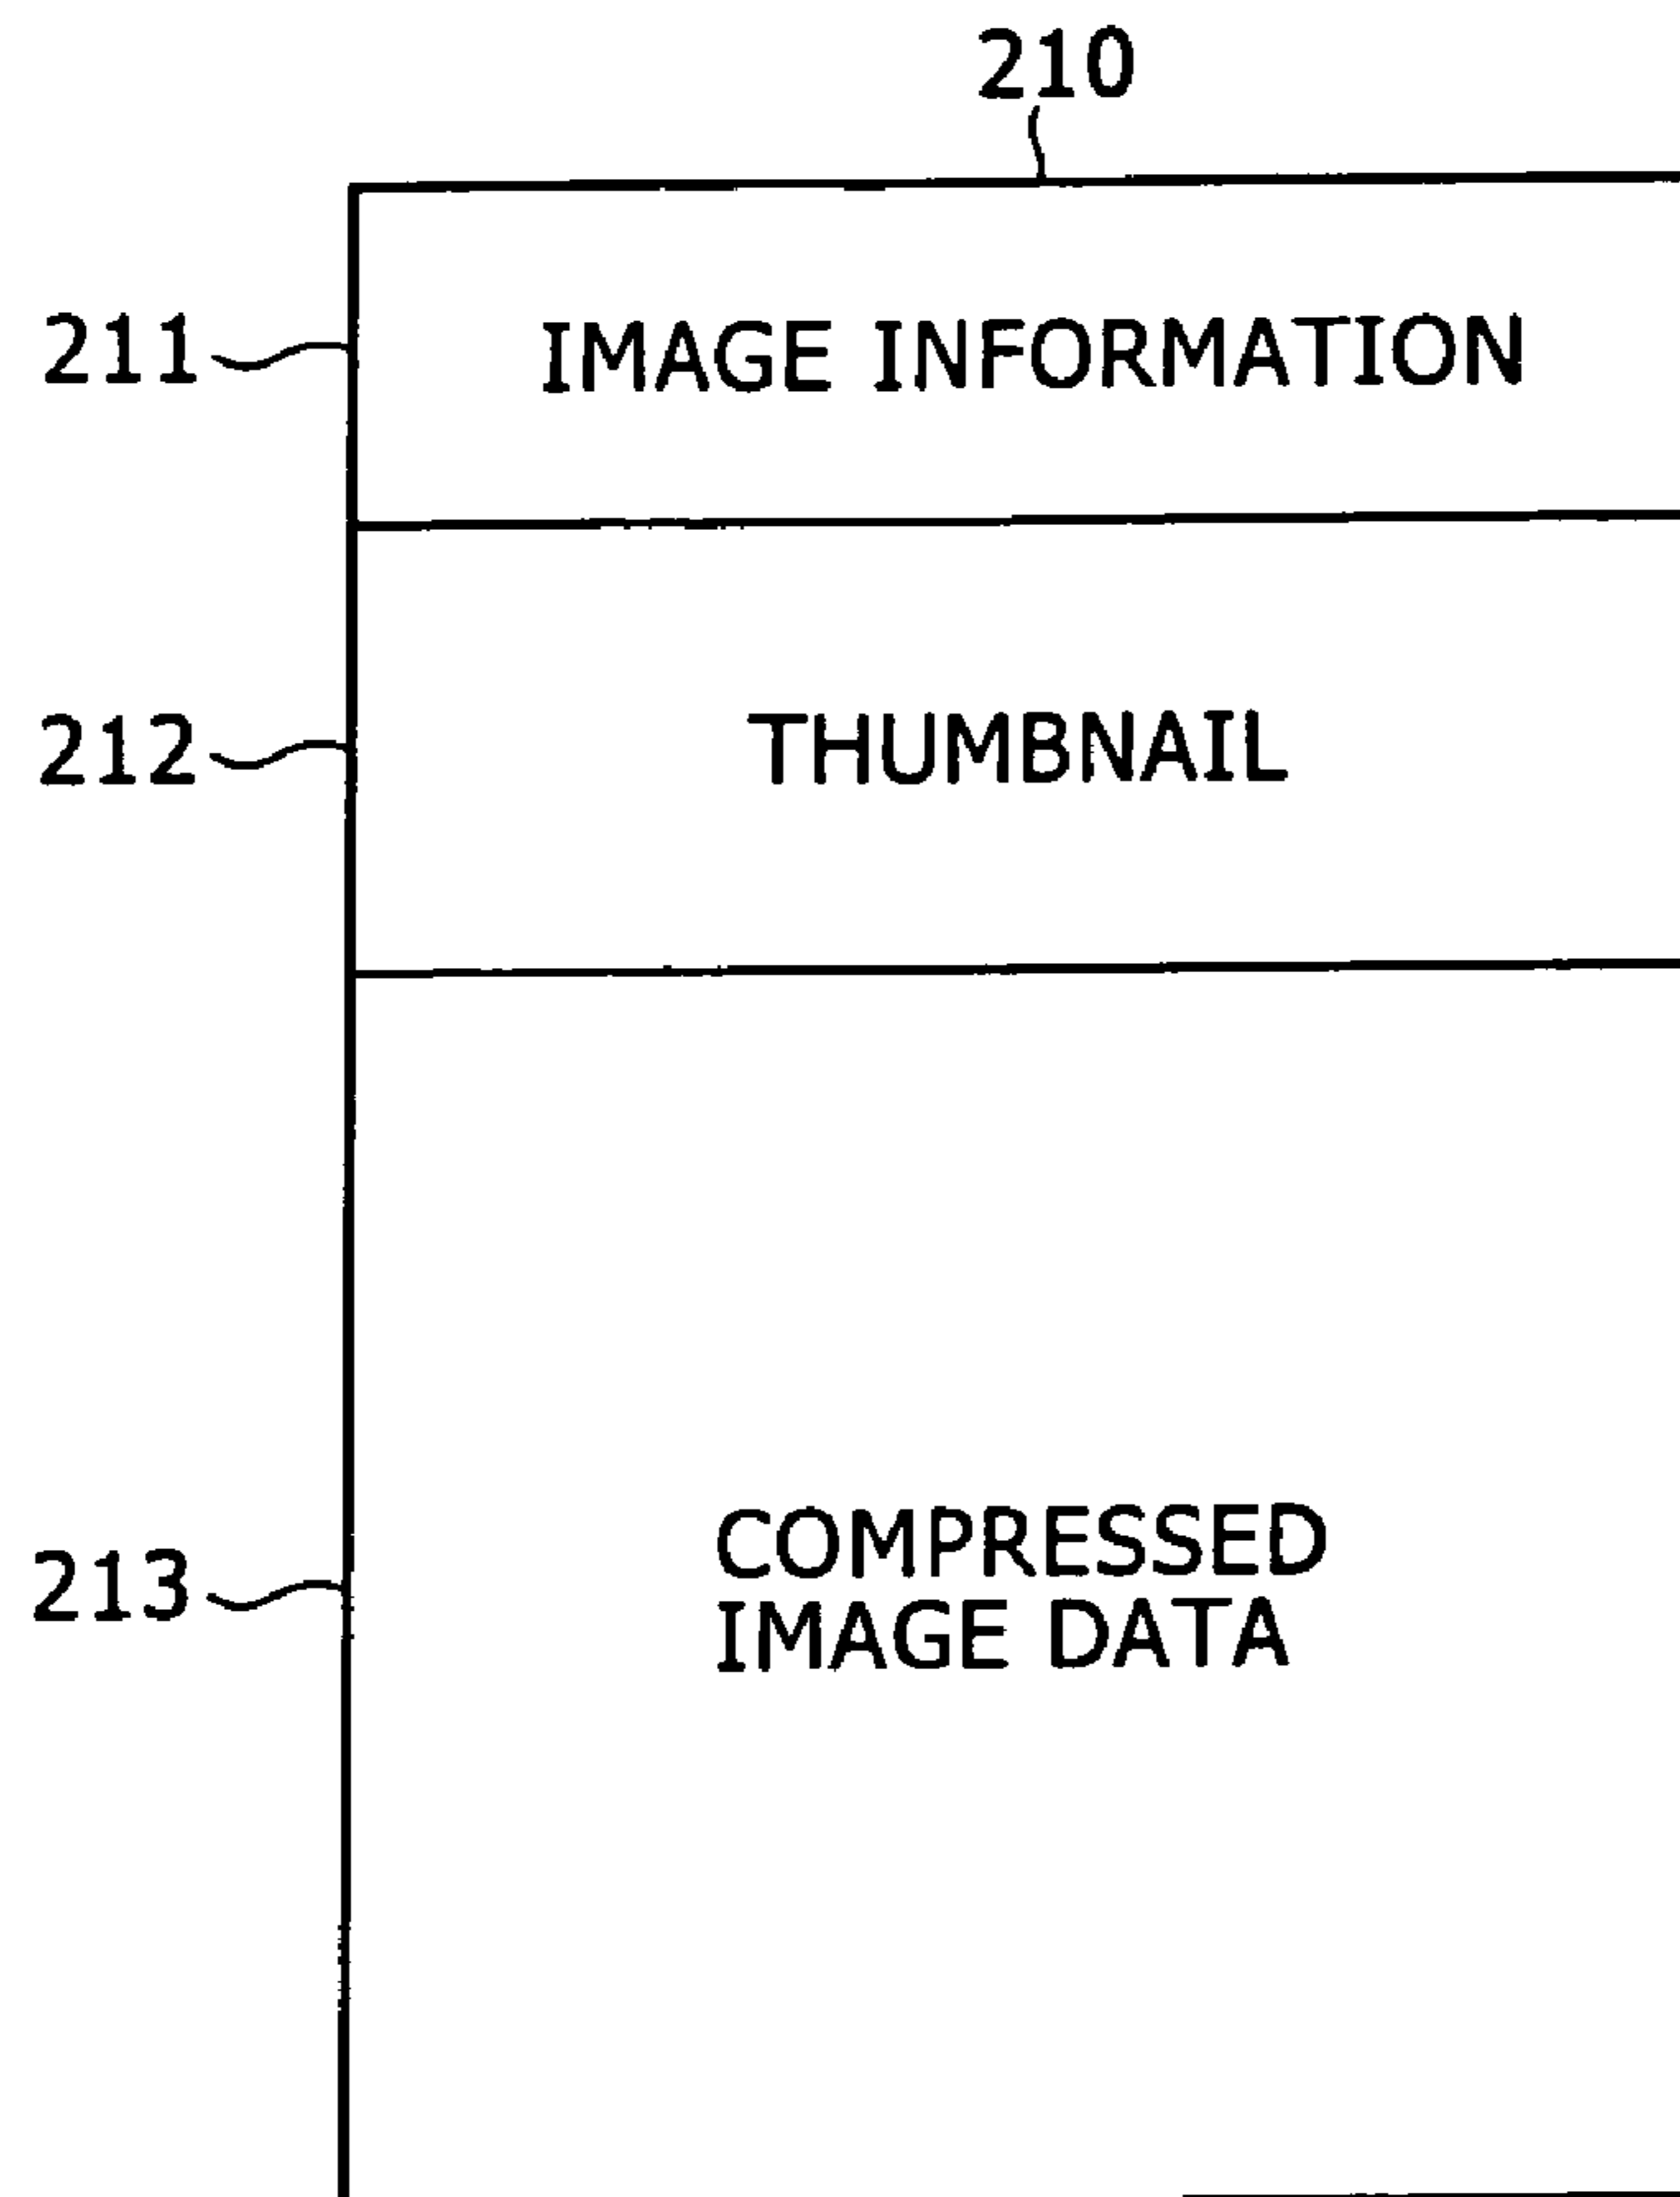 210
211 IMAGE INFORMATION
212 THUMBNAIL
213 COMPRESSED
IMAGE DATA